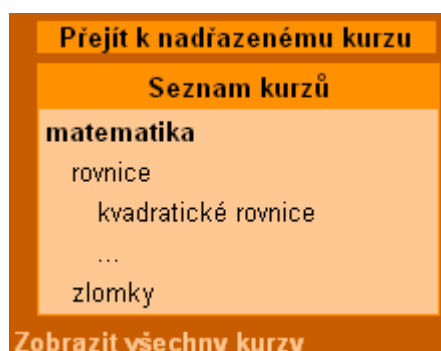 Přejít k nadřazenému kurzu
Seznam kurzů
matematika
rovnice
kvadratické rovnice
...
zlomky
Zobrazit všechny kurzy